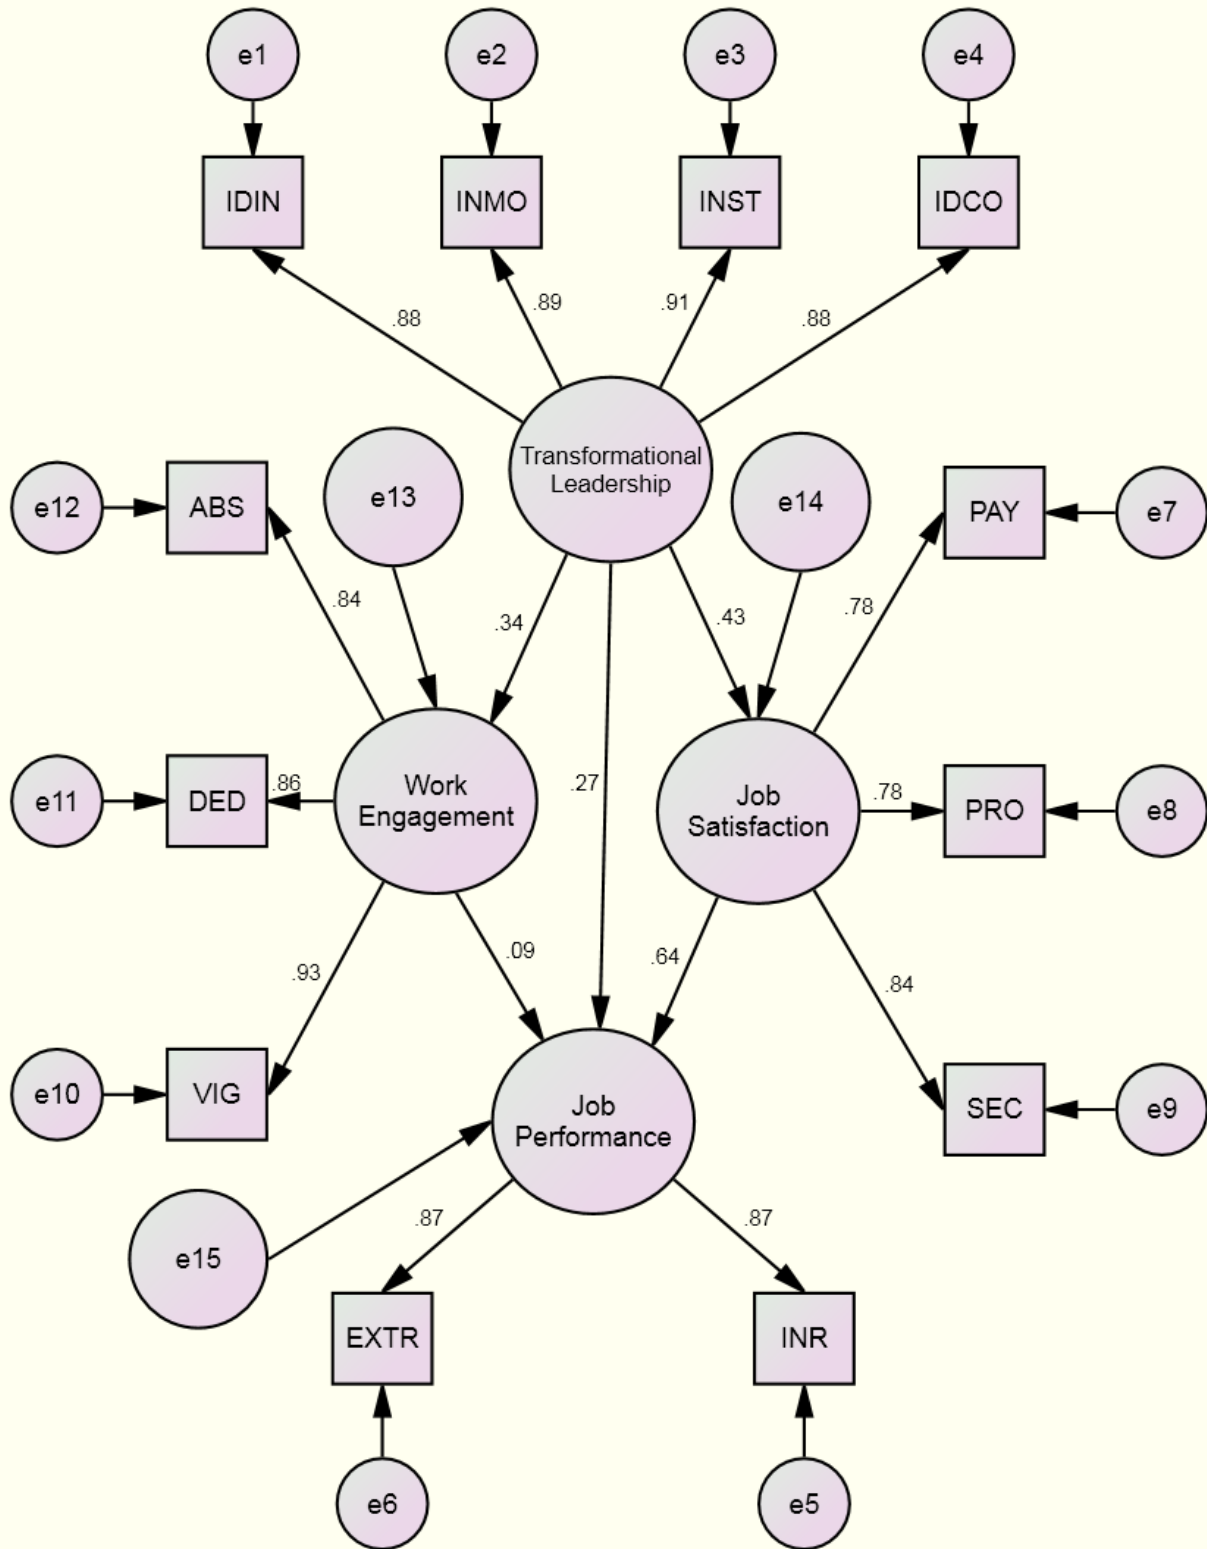 e1
e2
e3
e4
IDIN
INMO
INST
IDCO
.88
.89
.91
.88
Transformational
Leadership
e12
ABS
e13
e14
PAY
e7
.84
.34
.43
.78
e11
DED
.86
Work
Engagement
.27
Job
Satisfaction
.78
PRO
e8
.93
.09
.64
.84
e10
VIG
Job
Performance
SEC
e9
e15
.87
.87
EXTR
INR
e6
e5